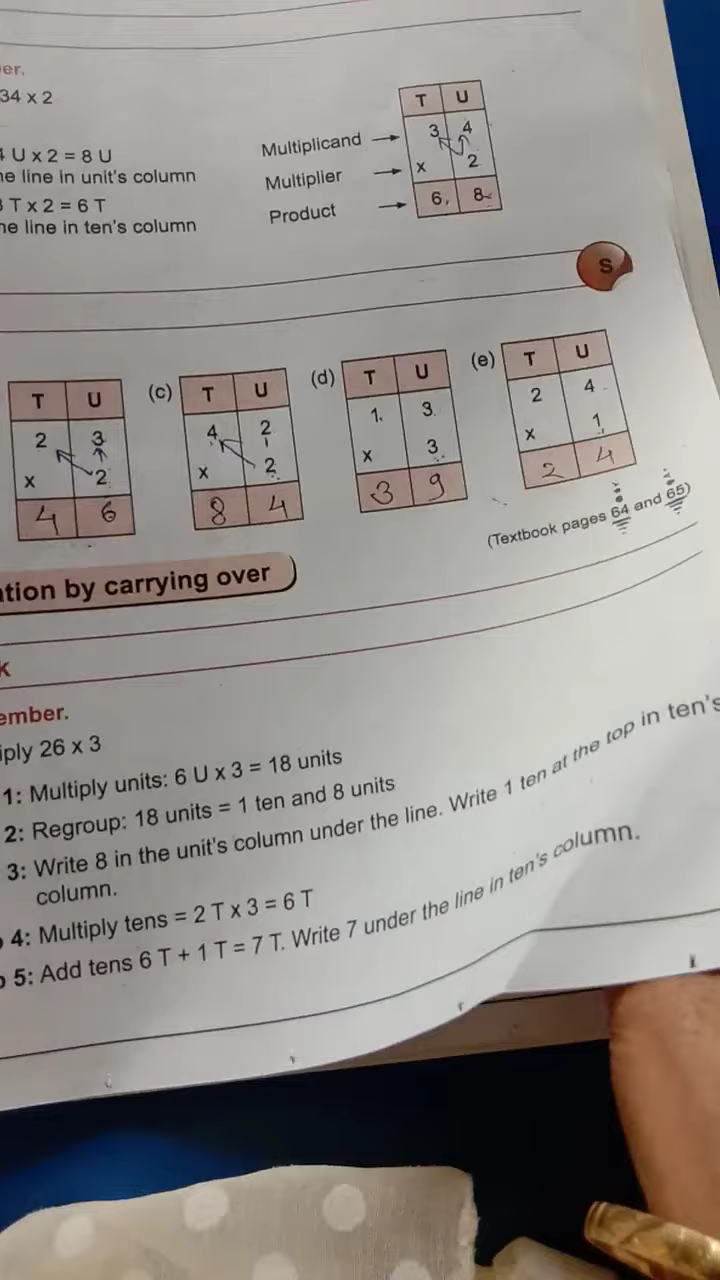 er.
34 x 2
4 U x 2 = 8 U
ne line in unit's column
3 T x 2 = 6 T
ne line in ten's column
Multiplicand
Multiplier
Product
T U
3 4
x 2
6, 8
S
T U
2 3
x 2
4 6
(c)
T U
4 2
x 2
8 4
(d)
T U
1 3
x 3
3 9
(e)
T U
2 4
x 1
2 4
(Textbook pages 64 and 65)
ation by carrying over
k
ember.
iply 26 x 3
1: Multiply units: 6 U x 3 = 18 units
2: Regroup: 18 units = 1 ten and 8 units
3: Write 8 in the unit's column under the line. Write 1 ten at the top in ten's
column.
4: Multiply tens = 2 T x 3 = 6 T
5: Add tens 6 T + 1 T = 7 T. Write 7 under the line in ten's column.